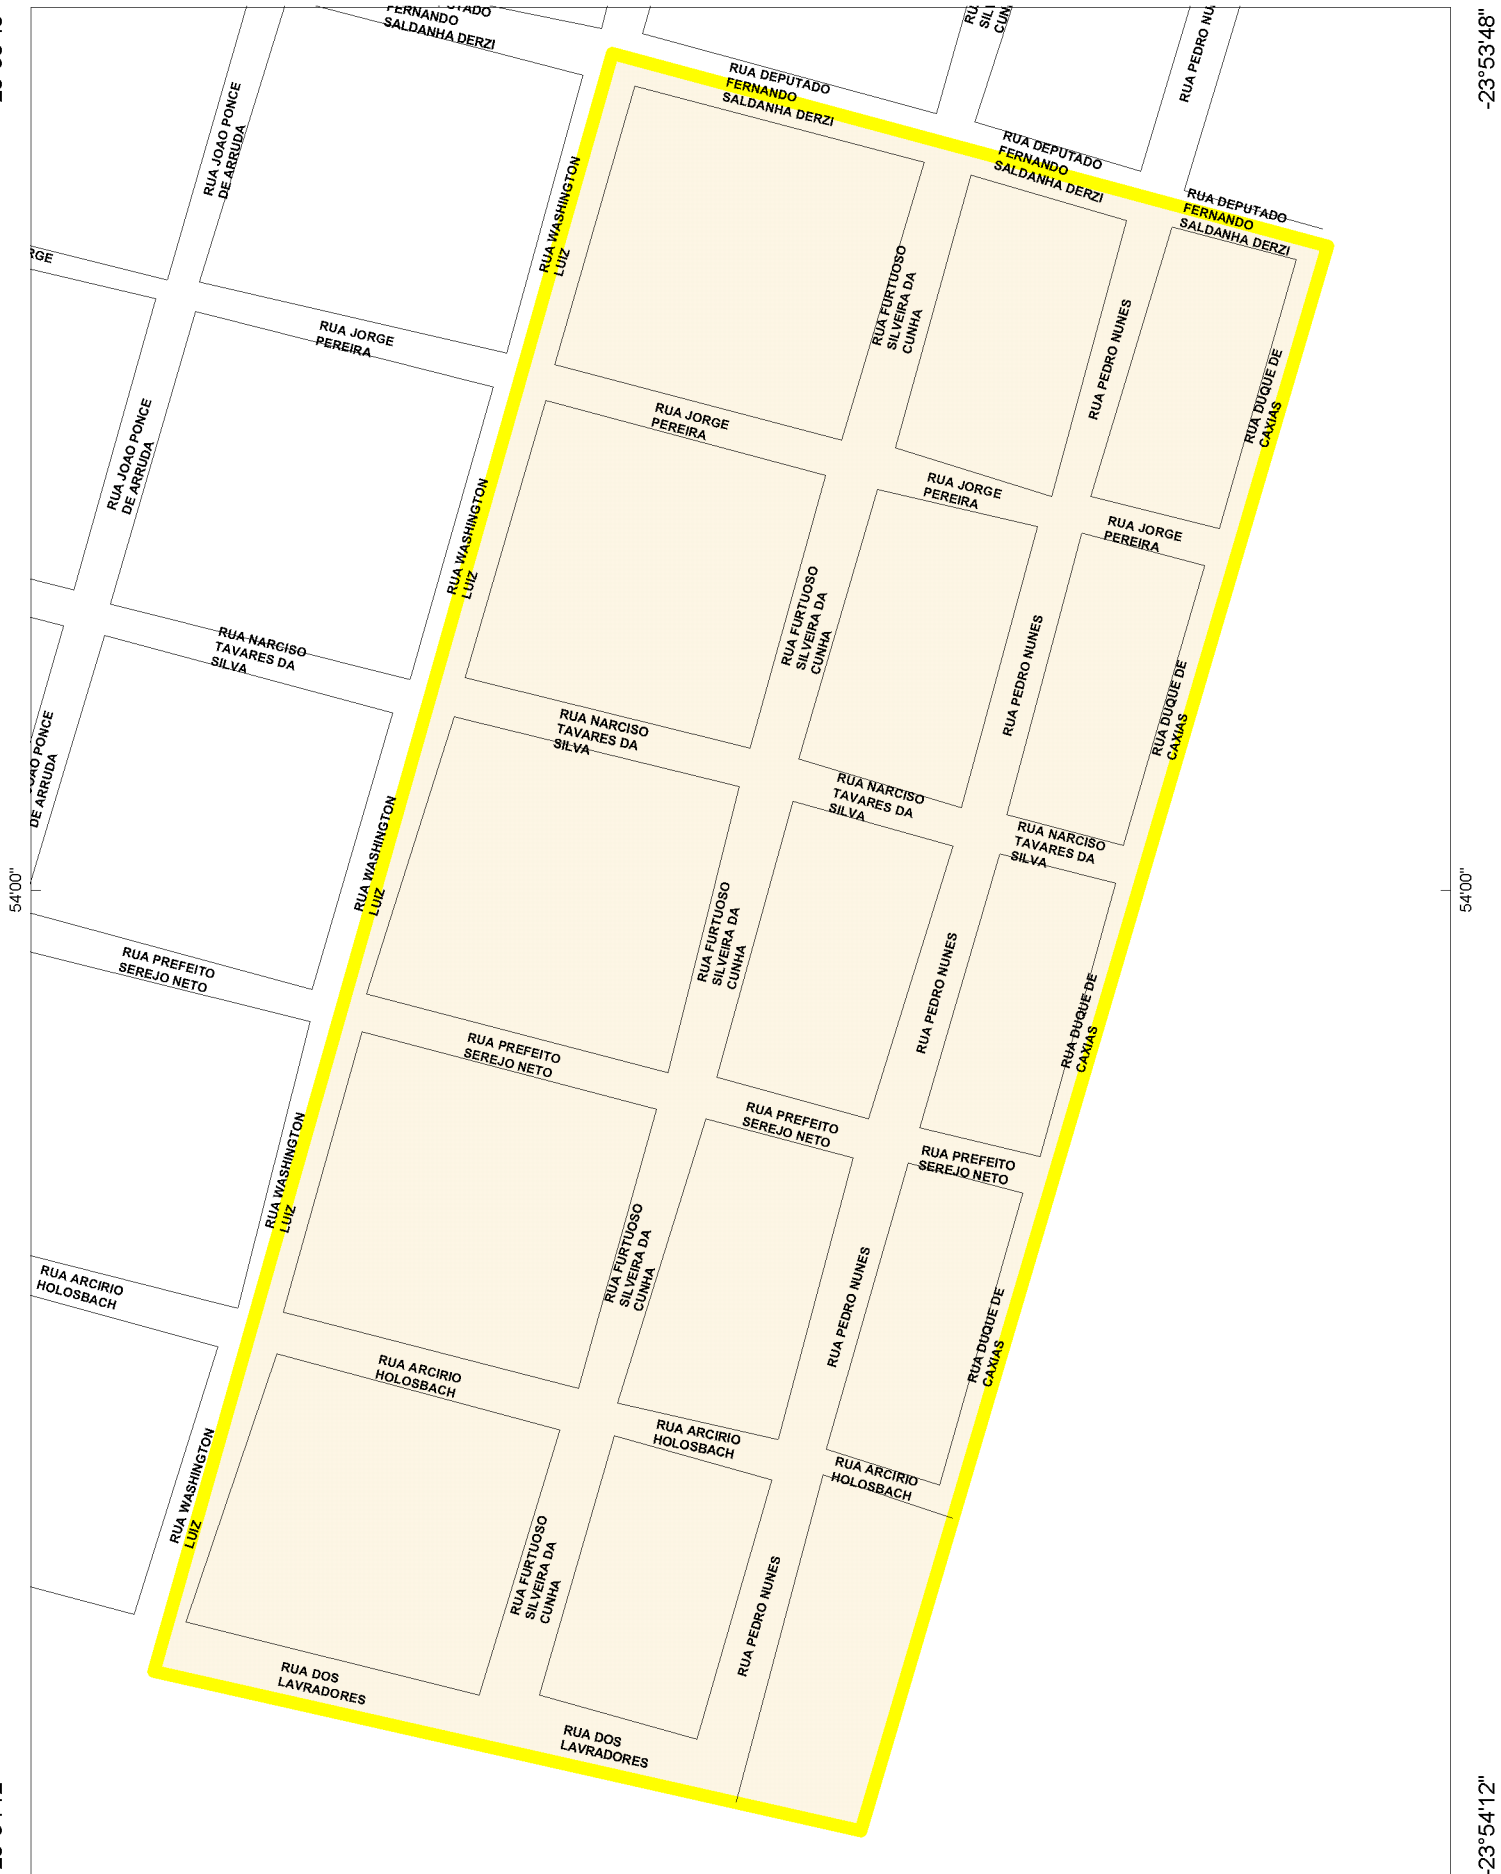 FERNANDO
SALDANHA DERZI
-23°53'48"
RUA PEDRO
RUA DEPUTADO
FERNANDO
SALDANHA DERZI
RUA DEPUTADO
FERNANDO
SALDANHA DERZI
RUA DEPUTADO
FERNANDO
SALDANHA DERZI
RUA JOAO PONCE
DE ARRUDA
RUA WASHINGTON
LUIZ
RUA FURTUOSO
SILVEIRA DA
CUNHA
RUA PEDRO NUNES
RUA DUQUE DE
CAXIAS
RUA JORGE
PEREIRA
RUA JORGE
PEREIRA
RUA JORGE
PEREIRA
RUA JORGE
PEREIRA
RUA JOAO PONCE
DE ARRUDA
RUA WASHINGTON
LUIZ
RUA FURTUOSO
SILVEIRA DA
CUNHA
RUA PEDRO NUNES
RUA DUQUE DE
CAXIAS
RUA NARCISO
TAVARES DA
SILVA
RUA NARCISO
TAVARES DA
SILVA
RUA NARCISO
TAVARES DA
SILVA
RUA NARCISO
TAVARES DA
SILVA
PONCE
DE ARRUDA
RUA WASHINGTON
LUIZ
RUA FURTUOSO
SILVEIRA DA
CUNHA
RUA PEDRO NUNES
RUA DUQUE DE
CAXIAS
54'00"
54'00"
RUA PREFEITO
SEREJO NETO
RUA PREFEITO
SEREJO NETO
RUA PREFEITO
SEREJO NETO
RUA PREFEITO
SEREJO NETO
RUA WASHINGTON
LUIZ
RUA FURTUOSO
SILVEIRA DA
CUNHA
RUA PEDRO NUNES
RUA DUQUE DE
CAXIAS
RUA ARCIRIO
HOLOSBACH
RUA ARCIRIO
HOLOSBACH
RUA ARCIRIO
HOLOSBACH
RUA ARCIRIO
HOLOSBACH
RUA WASHINGTON
LUIZ
RUA FURTUOSO
SILVEIRA DA
CUNHA
RUA PEDRO NUNES
RUA DOS
LAVRADORES
RUA DOS
LAVRADORES
-23°54'12"